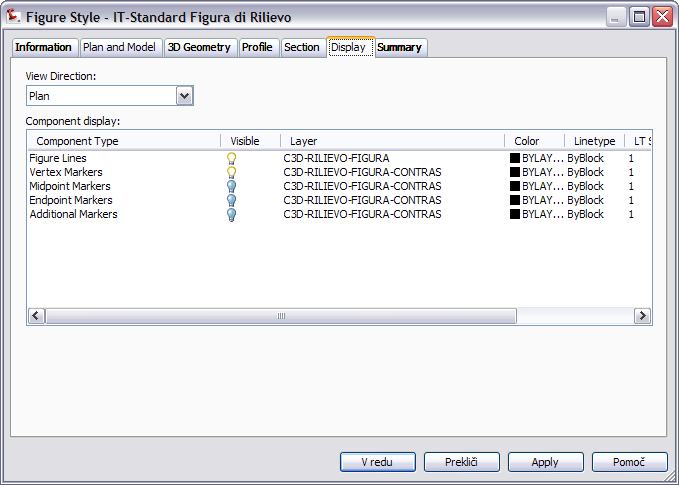 Figure Style - IT-Standard Figura di Rilievo
Information Plan and Model 3D Geometry Profile Section Display Summary
View Direction:
Plan
Component display:
Component Type Visible Layer Color Linetype LT S
Figure Lines C3D-RILIEVO-FIGURA BYLAY... ByBlock 1
Vertex Markers C3D-RILIEVO-FIGURA-CONTRAS BYLAY... ByBlock 1
Midpoint Markers C3D-RILIEVO-FIGURA-CONTRAS BYLAY... ByBlock 1
Endpoint Markers C3D-RILIEVO-FIGURA-CONTRAS BYLAY... ByBlock 1
Additional Markers C3D-RILIEVO-FIGURA-CONTRAS BYLAY... ByBlock 1
V redu Prekliči Apply Pomoč